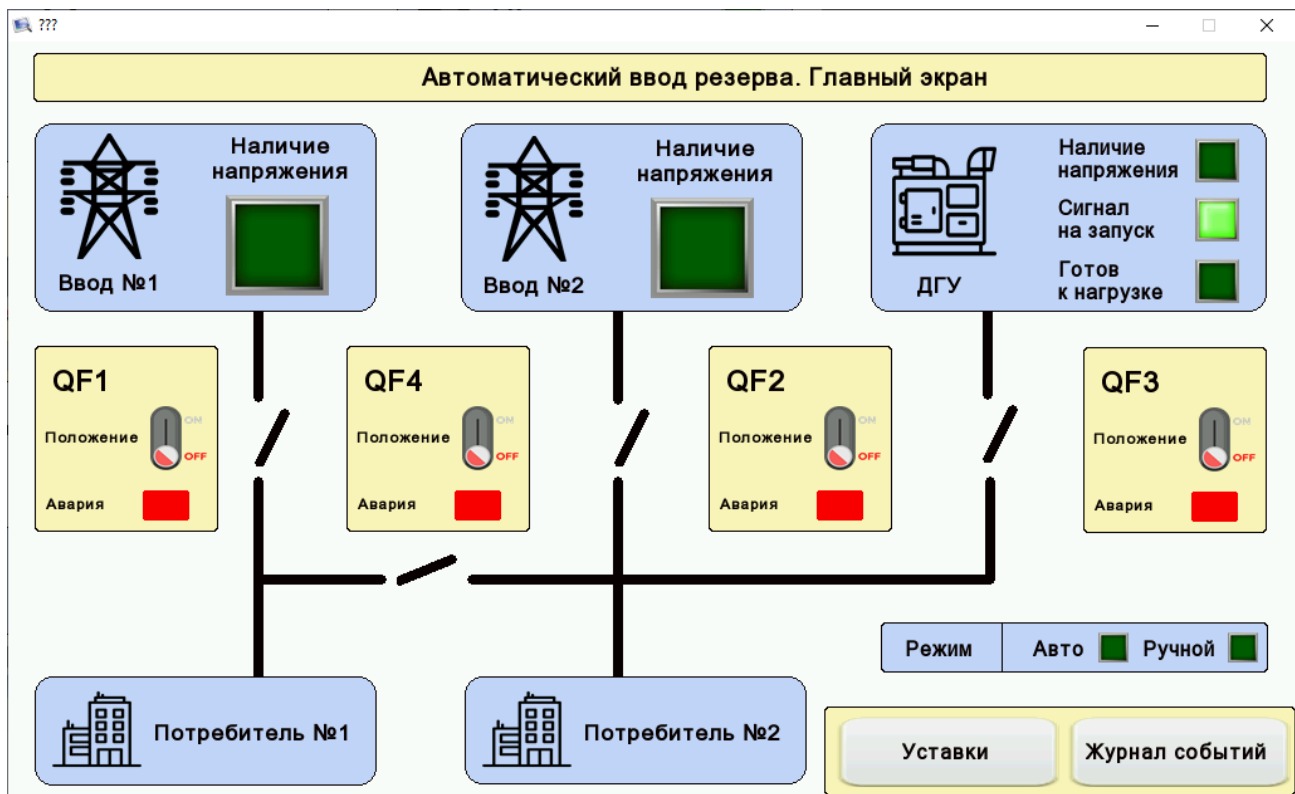 ???
Автоматический ввод резерва. Главный экран
Наличие
напряжения
Ввод №1
Наличие
напряжения
Ввод №2
Наличие
напряжения
Сигнал
на запуск
Готов
к нагрузке
ДГУ
QF1
ON
Положение
OFF
Авария
QF4
ON
Положение
OFF
Авария
QF2
ON
Положение
OFF
Авария
QF3
ON
Положение
OFF
Авария
Режим Авто Ручной
Потребитель №1
Потребитель №2
Уставки
Журнал событий